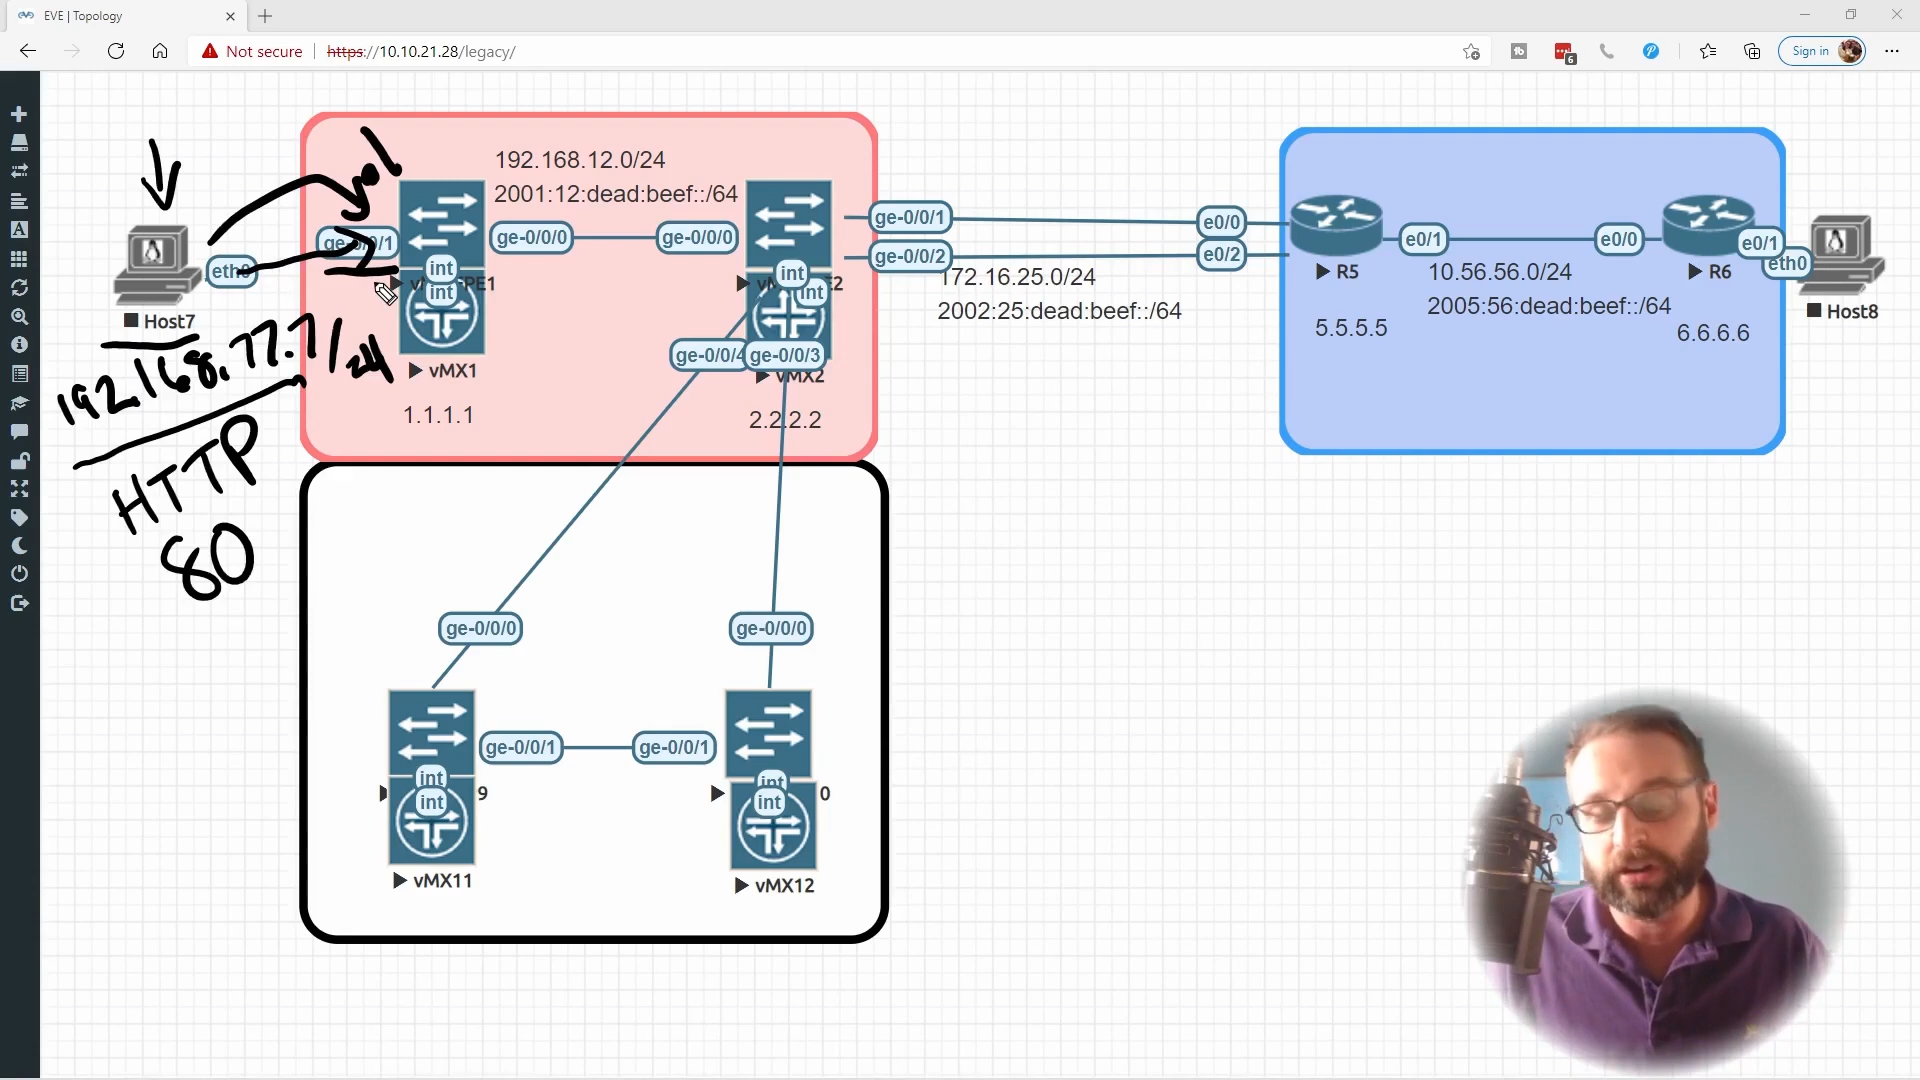 EVE | Topology
Not secure
https://10.10.21.28/legacy/
6
Sign in
192.168.12.0/24
2001:12:dead:beef::/64
ge-0/0/1
ge-0/0/0
ge-0/0/0
ge-0/0/1
e0/0
eth0
int
int
int
int
ge-0/0/2
e0/2
e0/1
e0/0
e0/1
eth0
R5
R6
172.16.25.0/24
2002:25:dead:beef::/64
10.56.56.0/24
2005:56:dead:beef::/64
Host7
Host8
5.5.5.5
6.6.6.6
192.168.77.7/24
HTTP
80
ge-0/0/4
ge-0/0/3
vMX1
vMX2
1.1.1.1
2.2.2.2
ge-0/0/0
ge-0/0/0
ge-0/0/1
ge-0/0/1
int
int
int
int
9
0
vMX11
vMX12